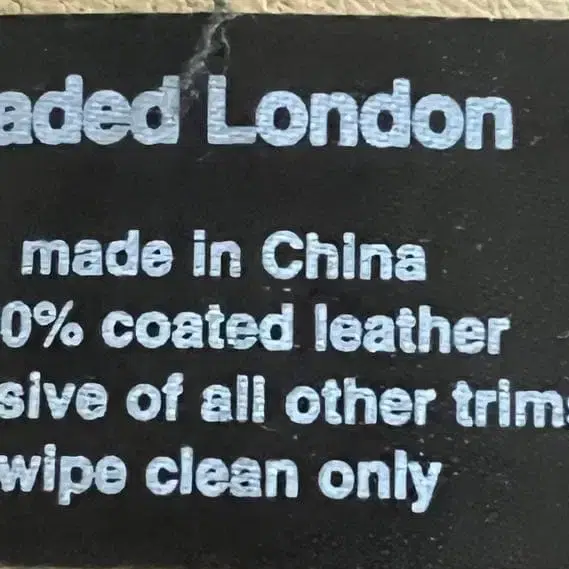 aded London
made in China
0% coated leather
sive of all other trims
wipe clean only